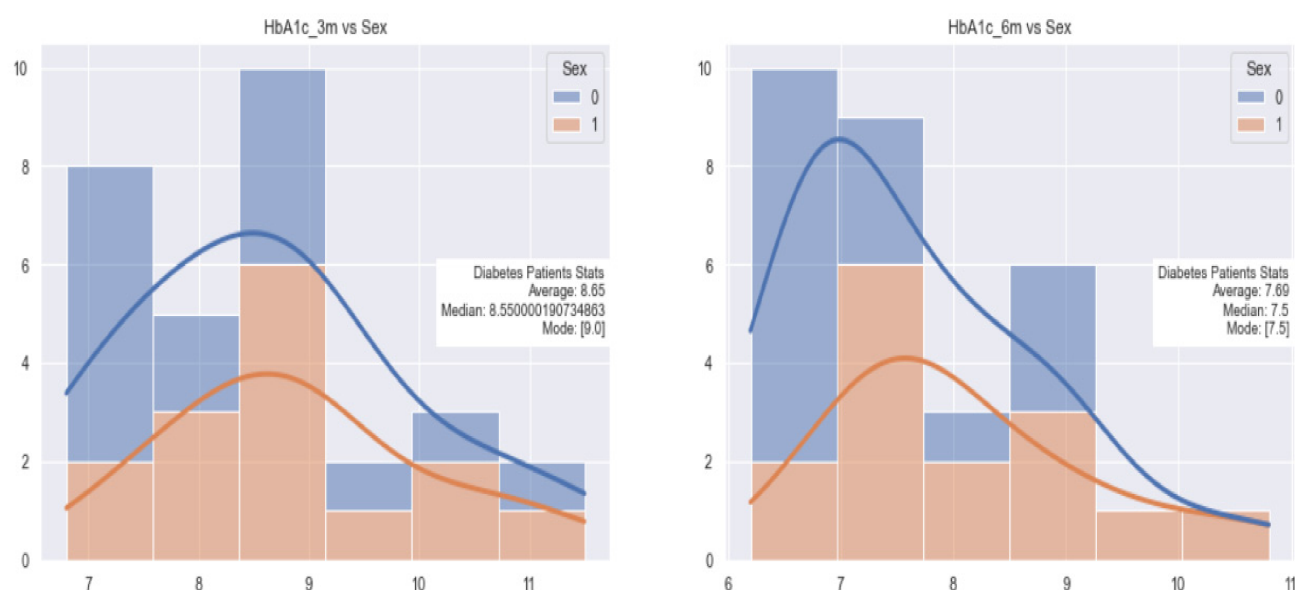 HbA1c_3m vs Sex
10
8
6
4
2
0
7
8
9
10
11
Sex
0
1
Diabetes Patients Stats
Average: 8.65
Median: 8.550000190734863
Mode: [9.0]
HbA1c_6m vs Sex
10
8
6
4
2
0
6
7
8
9
10
11
Sex
0
1
Diabetes Patients Stats
Average: 7.69
Median: 7.5
Mode: [7.5]